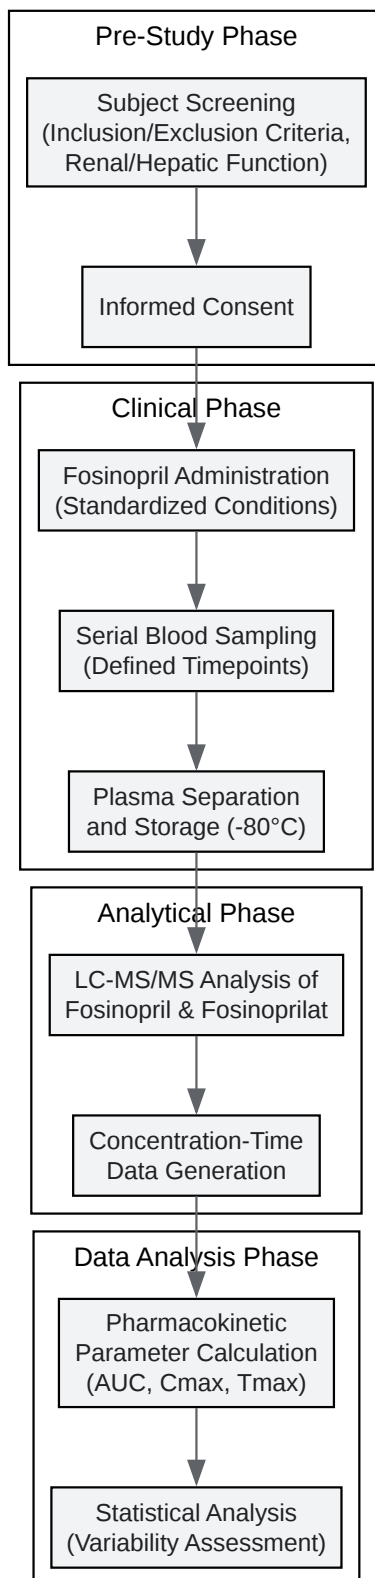 Pre-Study Phase
Subject Screening
(Inclusion/Exclusion Criteria,
Renal/Hepatic Function)
Informed Consent
Clinical Phase
Fosinopril Administration
(Standardized Conditions)
Serial Blood Sampling
(Defined Timepoints)
Plasma Separation
and Storage (-80°C)
Analytical Phase
LC-MS/MS Analysis of
Fosinopril & Fosinoprilat
Concentration-Time
Data Generation
Data Analysis Phase
Pharmacokinetic
Parameter Calculation
(AUC, Cmax, Tmax)
Statistical Analysis
(Variability Assessment)